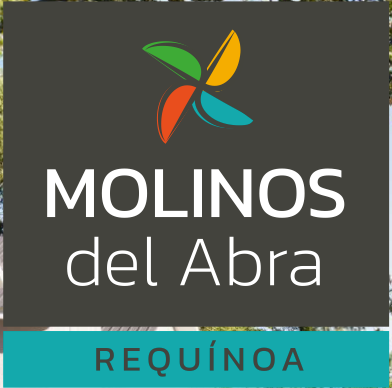 MOLINOS
del Abra
REQUÍNOA